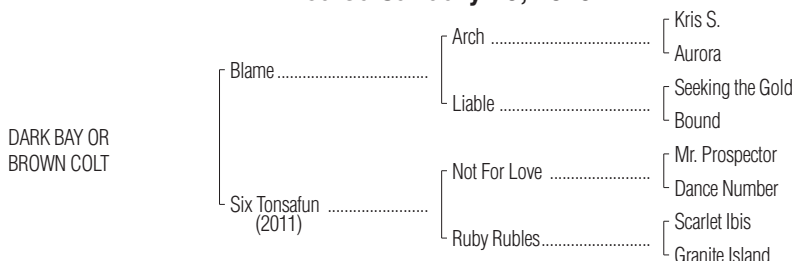 Kris S.
Arch
Aurora
Blame
Seeking the Gold
Liable
Bound
DARK BAY OR
BROWN COLT
Mr. Prospector
Not For Love
Dance Number
Six Tonsafun
(2011)
Scarlet Ibis
Ruby Rubles
Granite Island